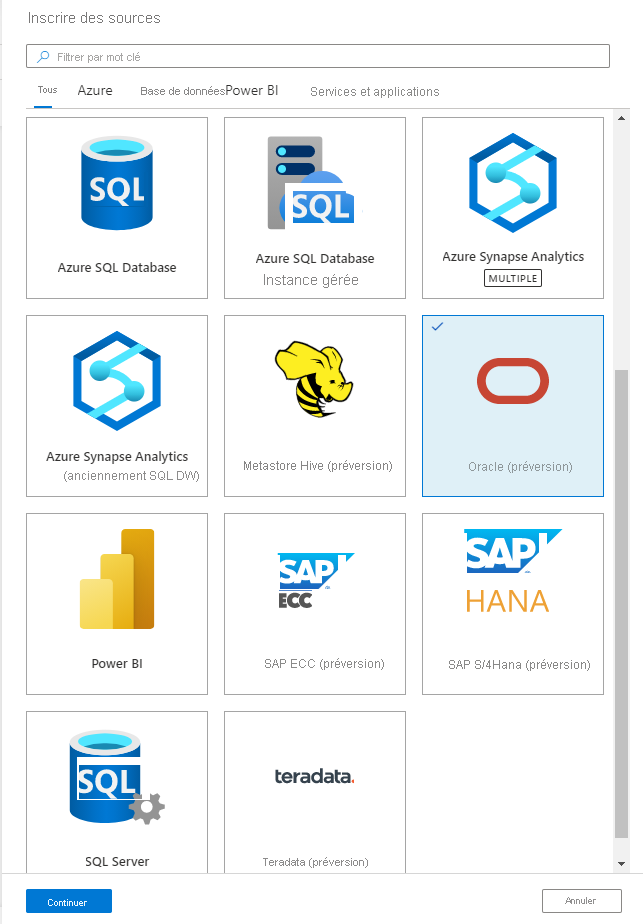 Inscrire des sources
Filtrer par mot clé
Tous Azure Base de données Power BI Services et applications
SQL
Azure SQL Database
SQL
Azure SQL Database
Instance gérée
Azure Synapse Analytics
MULTIPLE
Azure Synapse Analytics
(anciennement SQL DW)
Metastore Hive (préversion)
Oracle (préversion)
Power BI
SAP
ECC
SAP ECC (préversion)
SAP
HANA
SAP S/4Hana (préversion)
SQL
SQL Server
teradata.
Teradata (préversion)
Continuer
Annuler